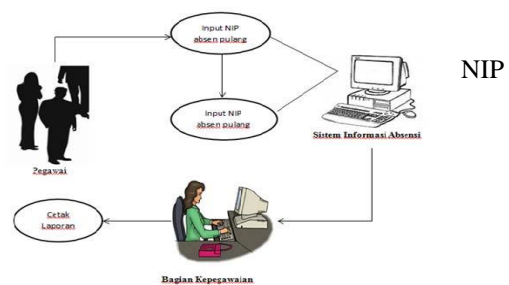 Input NIP
absen pulang
NIP
Input NIP
absen pulang
Sistem Informasi Absensi
Pegawai
Cetak
Laporan
Bagian Kepegawaian